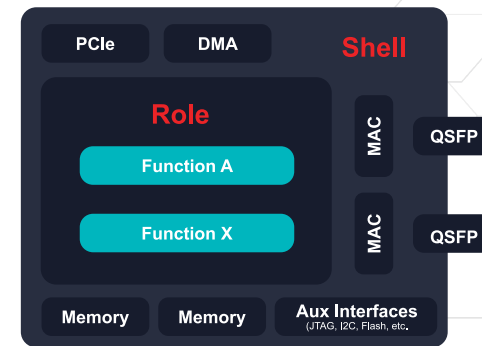 PCIe
DMA
Shell
Role
Function A
Function X
MAC
QSFP
MAC
QSFP
Memory
Memory
Aux Interfaces
(JTAG, I2C, Flash, etc.